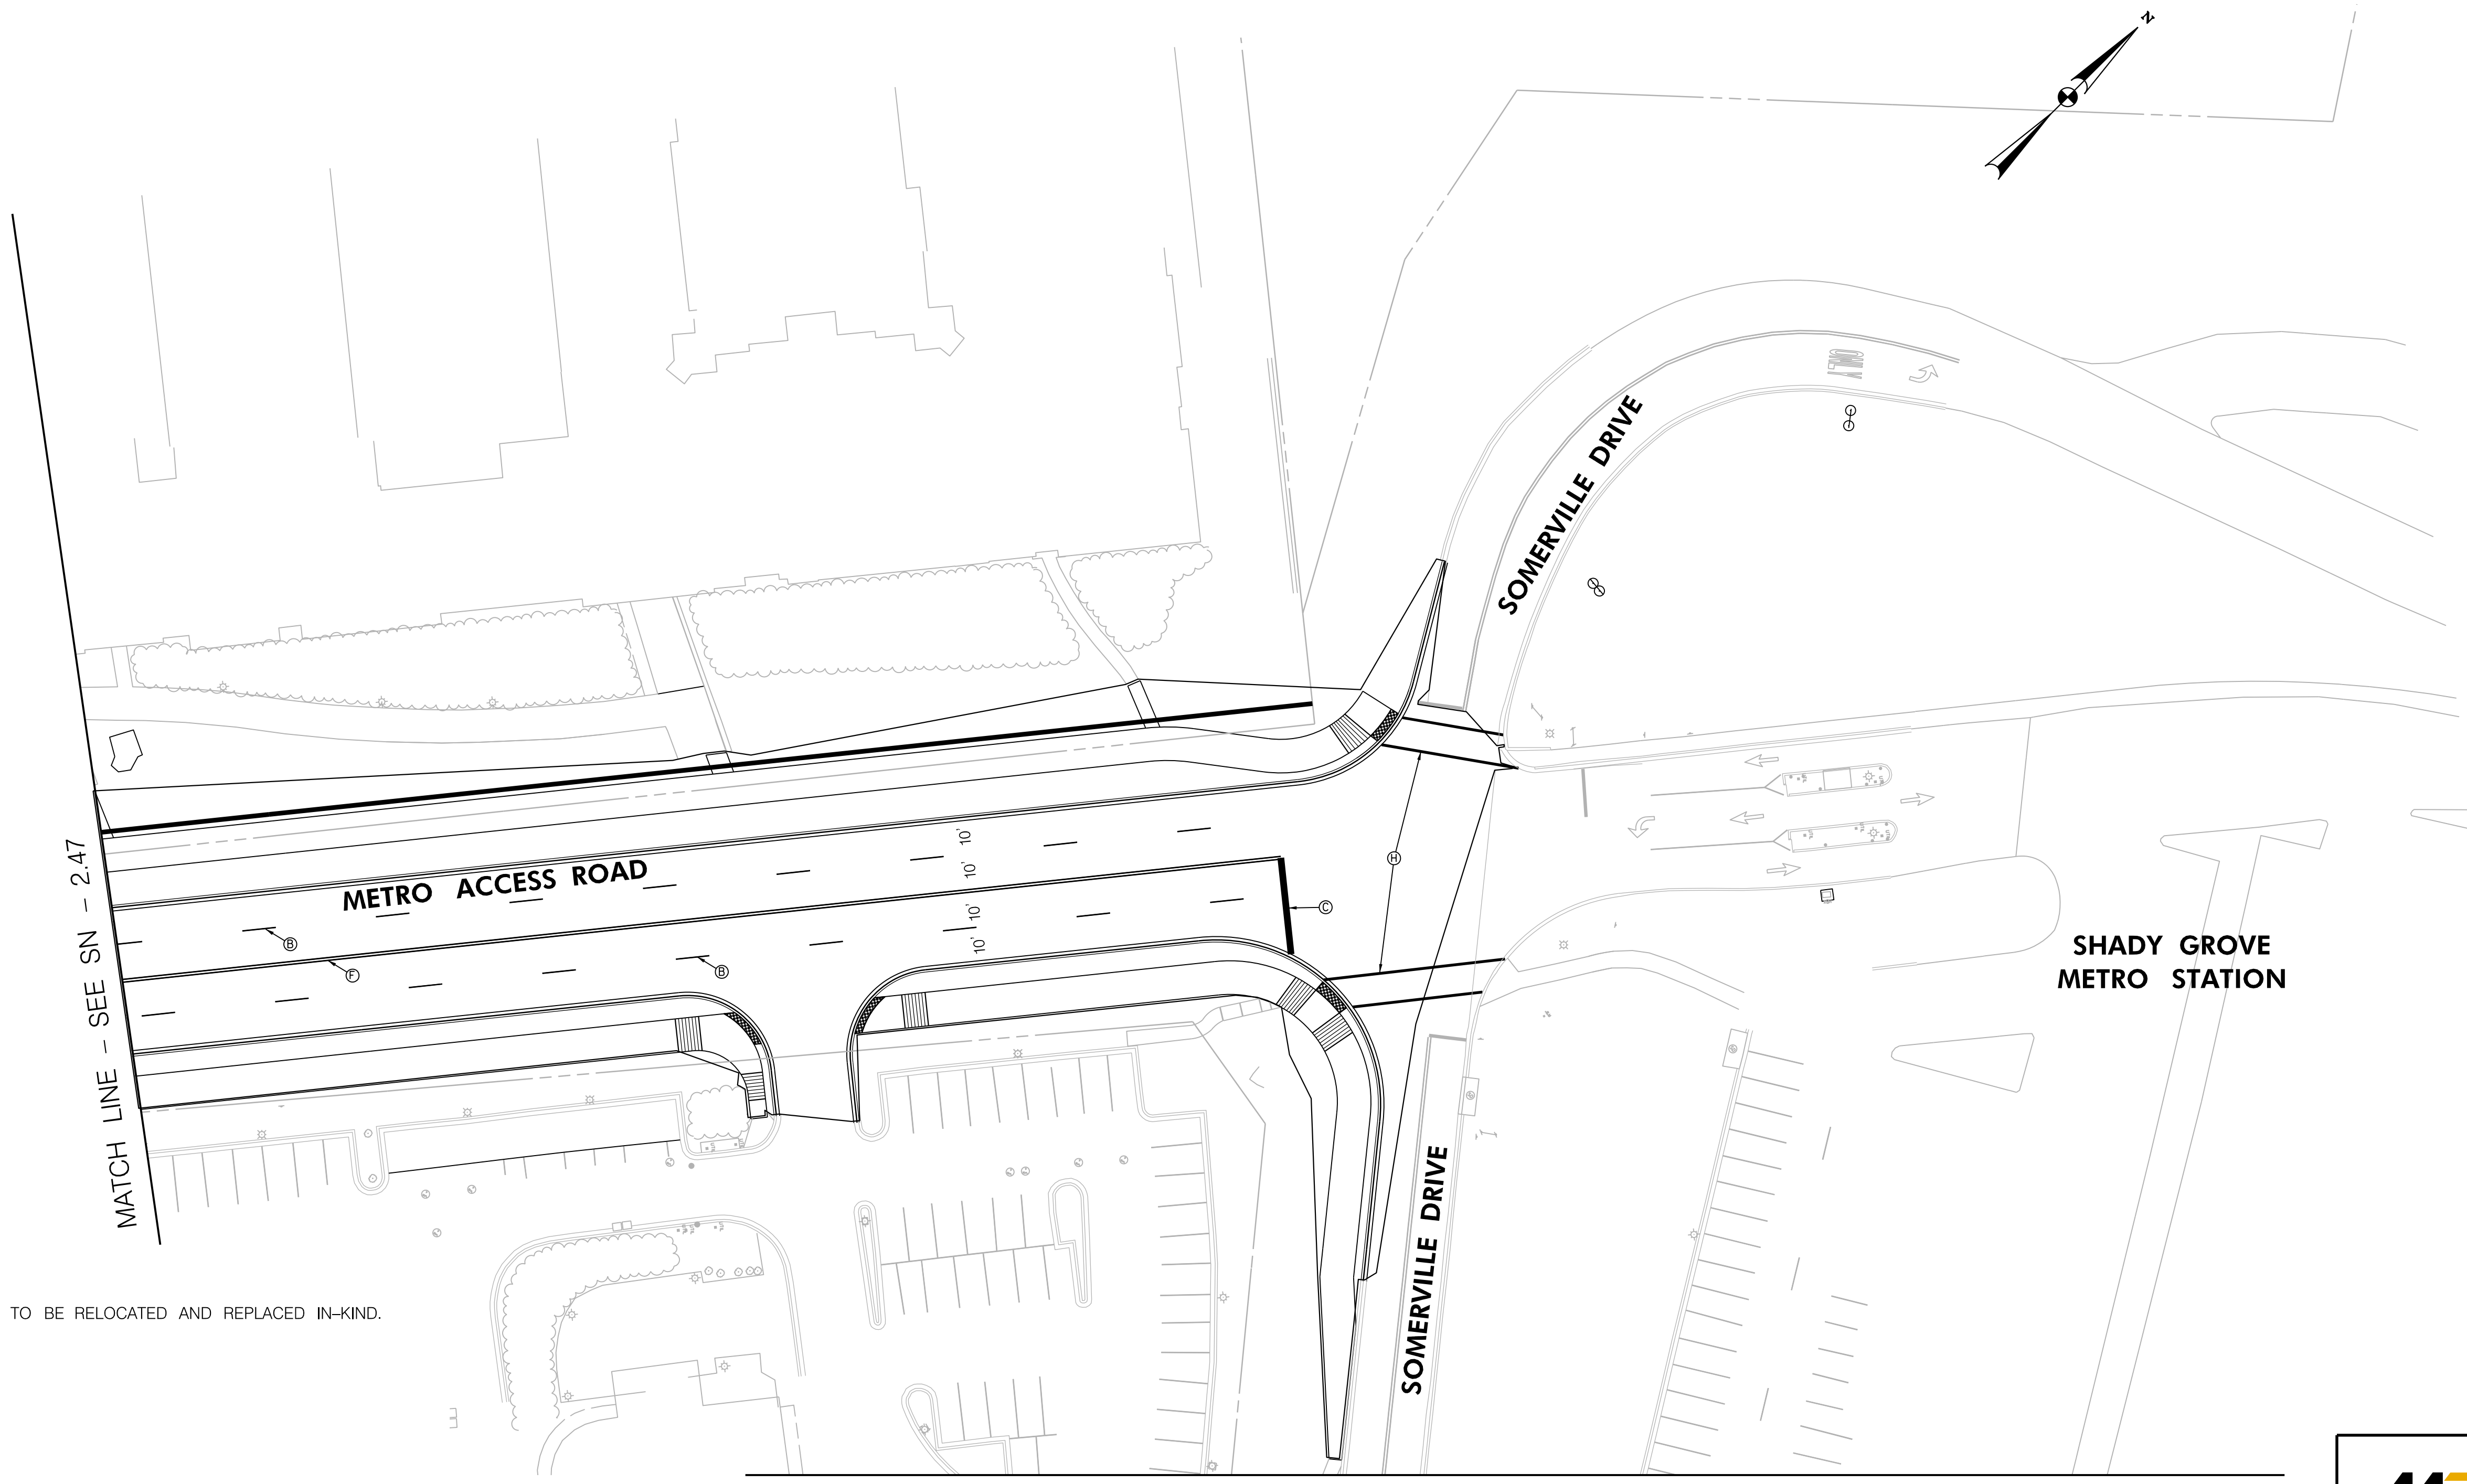 N
ONLY
SOMERVILLE DRIVE
MATCH LINE - SEE SN - 2.47
METRO ACCESS ROAD
10'
10'
10'
10'
H
C
B
F
B
SHADY GROVE
METRO STATION
SOMERVILLE DRIVE
TO BE RELOCATED AND REPLACED IN-KIND.